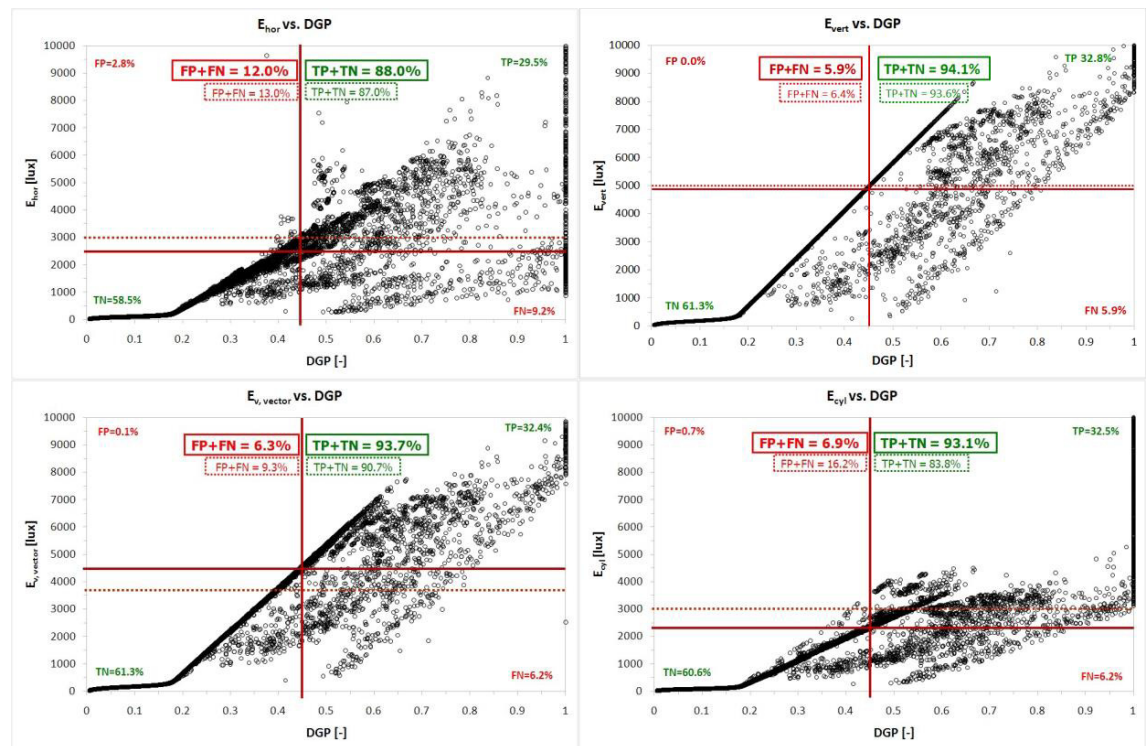 E_hor vs. DGP
FP=2.8%
FP+FN = 12.0%
TP+TN = 88.0%
TP=29.5%
FP+FN = 13.0%
TP+TN = 87.0%
10000
9000
8000
7000
6000
5000
4000
3000
2000
1000
0
E_hor [lux]
TN=58.5%
FN=9.2%
0 0.1 0.2 0.3 0.4 0.5 0.6 0.7 0.8 0.9 1
DGP [-]
E_vert vs. DGP
FP 0.0%
FP+FN = 5.9%
TP+TN = 94.1%
TP 32.8%
FP+FN = 6.4%
TP+TN = 93.6%
10000
9000
8000
7000
6000
5000
4000
3000
2000
1000
0
E_vert [lux]
TN 61.3%
FN 5.9%
0 0.1 0.2 0.3 0.4 0.5 0.6 0.7 0.8 0.9 1
DGP [-]
E_v, vector vs. DGP
FP=0.1%
FP+FN = 6.3%
TP+TN = 93.7%
TP=32.4%
FP+FN = 9.3%
TP+TN = 90.7%
10000
9000
8000
7000
6000
5000
4000
3000
2000
1000
0
E_v, vector [lux]
TN=61.3%
FN=6.2%
0 0.1 0.2 0.3 0.4 0.5 0.6 0.7 0.8 0.9 1
DGP [-]
E_cyl vs. DGP
FP=0.7%
FP+FN = 6.9%
TP+TN = 93.1%
TP=32.5%
FP+FN = 16.2%
TP+TN = 83.8%
10000
9000
8000
7000
6000
5000
4000
3000
2000
1000
0
E_cyl [lux]
TN=60.6%
FN=6.2%
0 0.1 0.2 0.3 0.4 0.5 0.6 0.7 0.8 0.9 1
DGP [-]